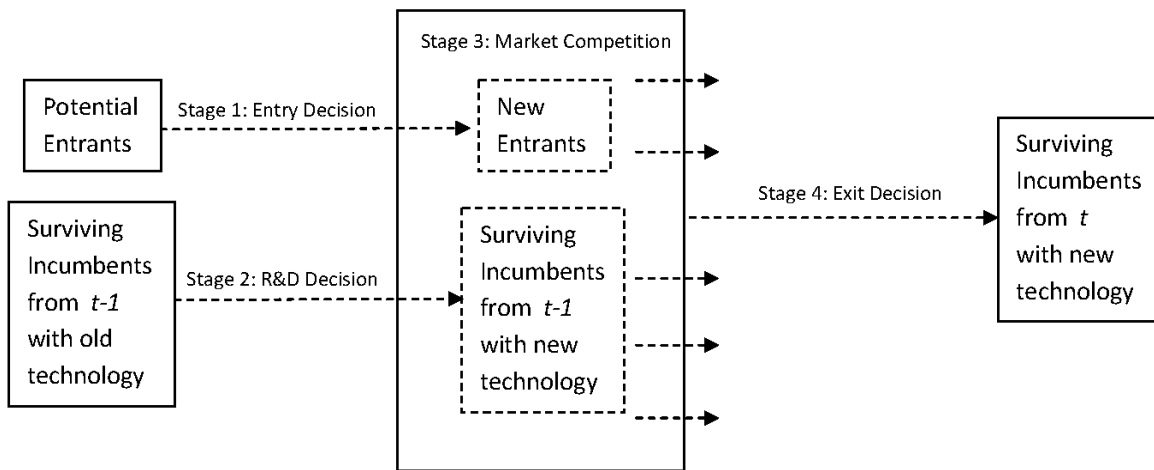 Stage 3: Market Competition
Potential
Entrants
Stage 1: Entry Decision
New
Entrants
Surviving
Incumbents
from t-1
with old
technology
Stage 2: R&D Decision
Surviving
Incumbents
from t-1
with new
technology
Stage 4: Exit Decision
Surviving
Incumbents
from t
with new
technology